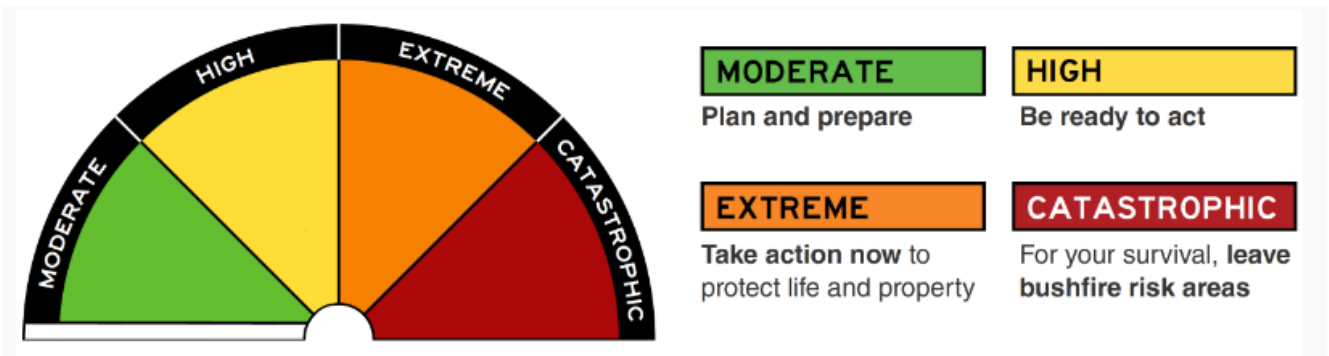 MODERATE
HIGH
EXTREME
CATASTROPHIC
MODERATE
Plan and prepare
HIGH
Be ready to act
EXTREME
Take action now to
protect life and property
CATASTROPHIC
For your survival, leave
bushfire risk areas